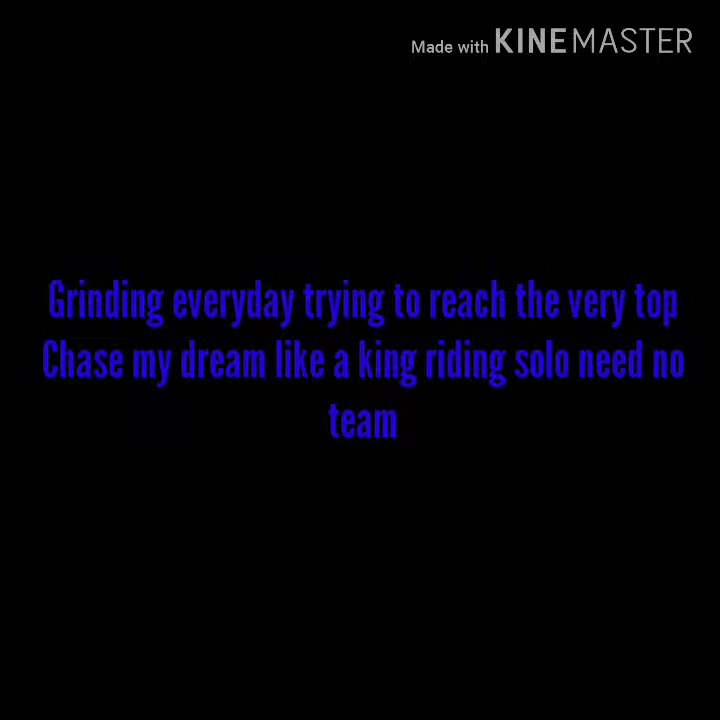 Made with KINEMASTER
Grinding everyday trying to reach the very top
Chase my dream like a king riding solo need no
team